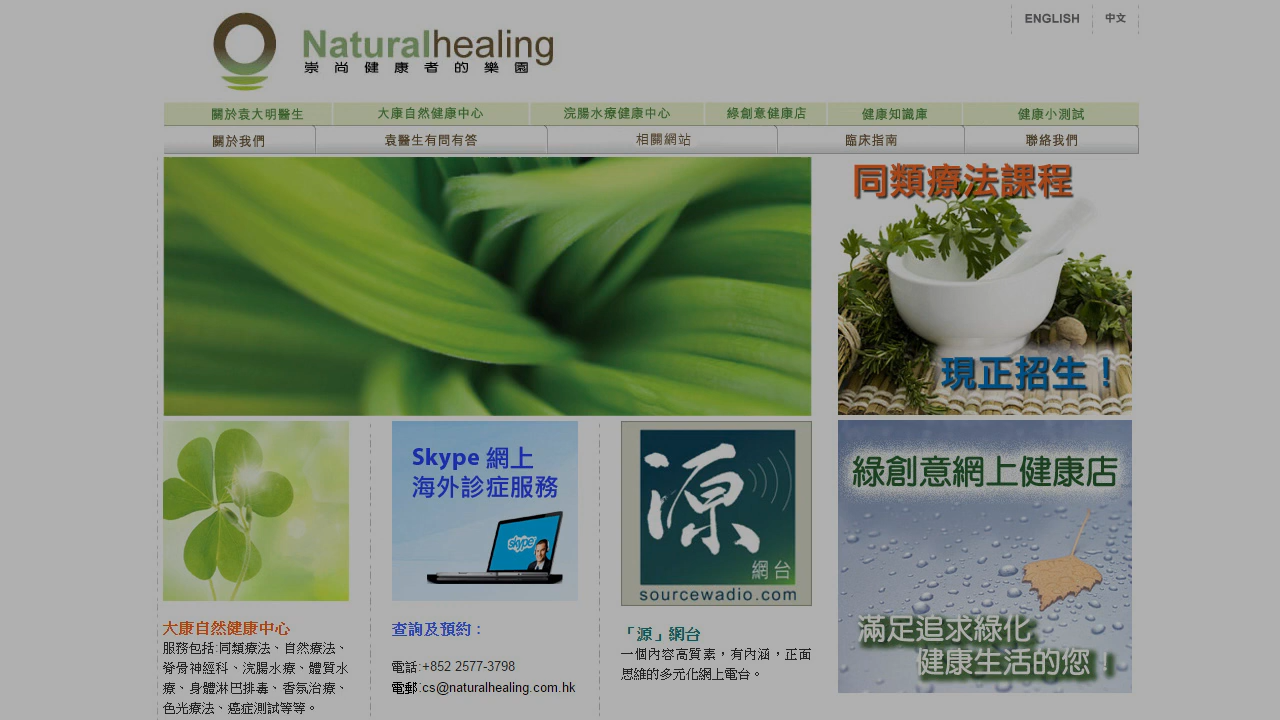 ENGLISH 中文
Naturalhealing
崇尚健康者的樂園
關於袁大明醫生 大康自然健康中心 浣腸水療健康中心 綠創意健康店 健康知識庫 健康小測試
關於我們 袁醫生有問有答 相關網站 臨床指南 聯絡我們
同類療法課程
現正招生！
Skype 網上
海外診症服務
skype
源
網台
sourcewadio.com
綠創意網上健康店
滿足追求綠化
健康生活的您！
大康自然健康中心
服務包括:同類療法、自然療法、
脊骨神經科、浣腸水療、鐳射治
療、身體淋巴排毒、香氣治療、
色光療法、癌症測試等等。
查詢及預約：
電話:+852 2577-3798
電郵:cs@naturalhealing.com.hk
「源」網台
一個內容高質素，有內涵，正面
思維的多元化網上電台。